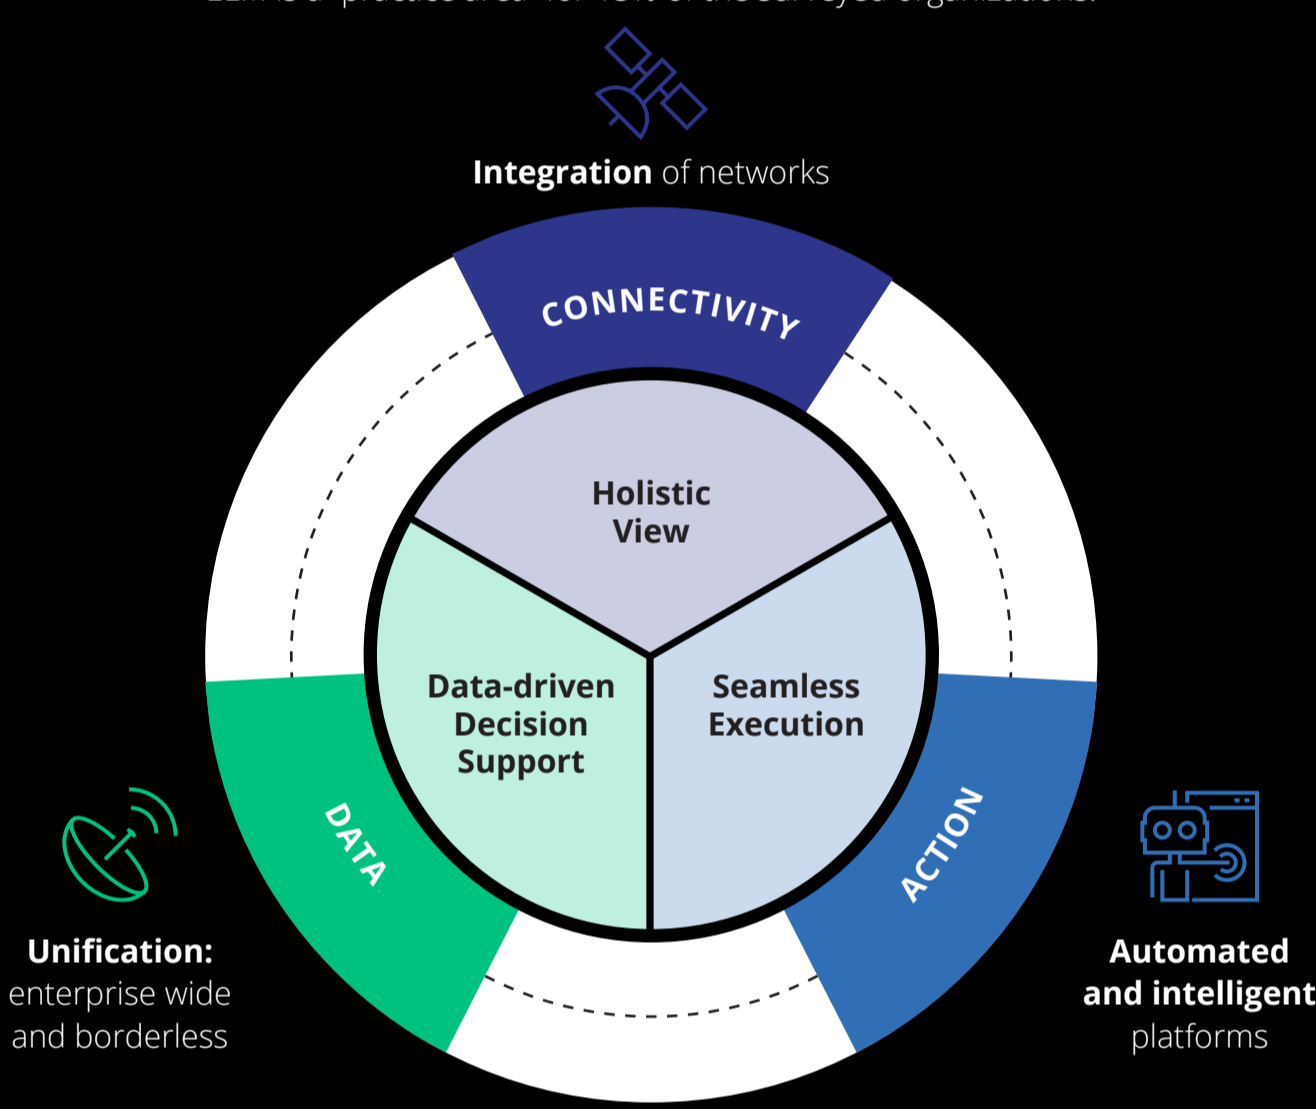 Integration of networks
CONNECTIVITY
Holistic
View
Data-driven
Decision
Support
Seamless
Execution
DATA
ACTION
Unification:
enterprise wide
and borderless
Automated
and intelligent
platforms